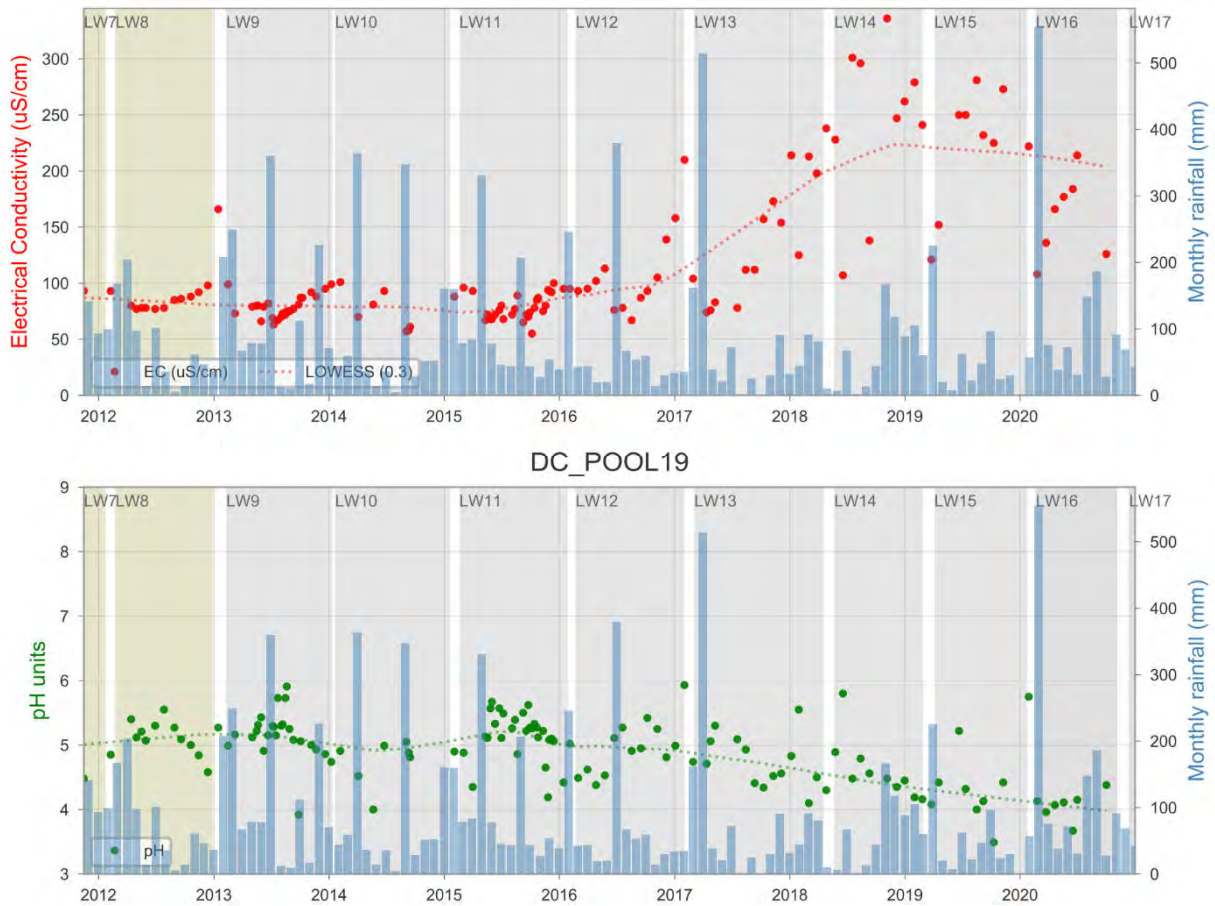 LW7 LW8 LW9 LW10 LW11 LW12 LW13 LW14 LW15 LW16 LW17
Electrical Conductivity (uS/cm)
300
250
200
150
100
50
0
Monthly rainfall (mm)
500
400
300
200
100
0
EC (uS/cm) LOWESS (0.3)
2012 2013 2014 2015 2016 2017 2018 2019 2020
DC_POOL19
LW7 LW8 LW9 LW10 LW11 LW12 LW13 LW14 LW15 LW16 LW17
pH units
9
8
7
6
5
4
3
Monthly rainfall (mm)
500
400
300
200
100
0
pH
2012 2013 2014 2015 2016 2017 2018 2019 2020